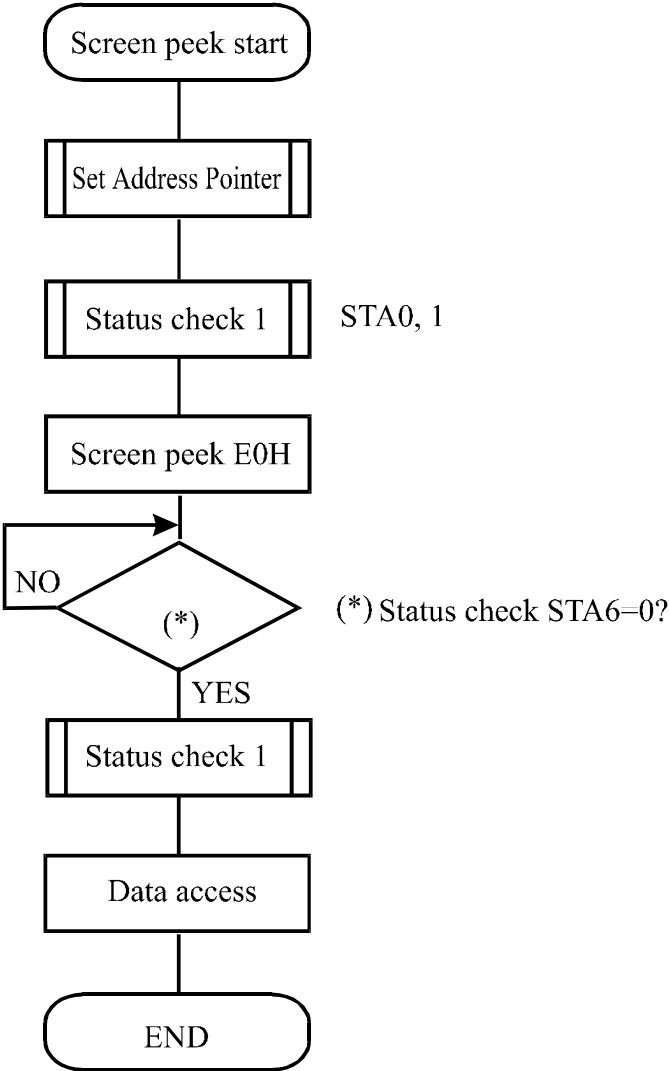 Screen peek start
Set Address Pointer
Status check 1
STA0, 1
Screen peek E0H
NO
(*)
(*) Status check STA6=0?
YES
Status check 1
Data access
END